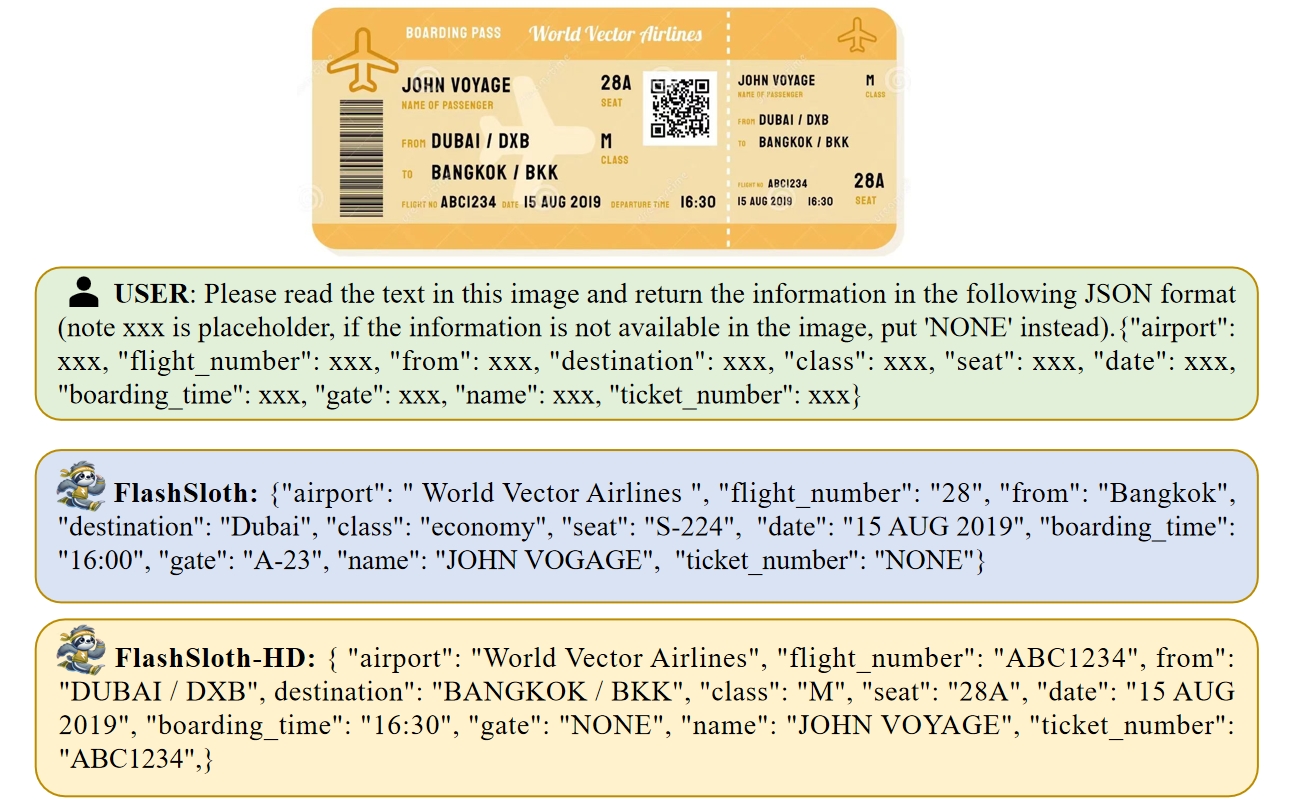 BOARDING PASS World Vector Airlines
JOHN VOYAGE
NAME OF PASSENGER
28A
SEAT
FROM DUBAI / DXB
M
CLASS
TO BANGKOK / BKK
FLIGHT NO ABC1234 DATE 15 AUG 2019 DEPARTURE TIME 16:30
JOHN VOYAGE
NAME OF PASSENGER
M
CLASS
FROM DUBAI / DXB
TO BANGKOK / BKK
FLIGHT NO ABC1234
28A
15 AUG 2019 16:30
SEAT
USER: Please read the text in this image and return the information in the following JSON format
(note xxx is placeholder, if the information is not available in the image, put 'NONE' instead).{"airport":
xxx, "flight_number": xxx, "from": xxx, "destination": xxx, "class": xxx, "seat": xxx, "date": xxx,
"boarding_time": xxx, "gate": xxx, "name": xxx, "ticket_number": xxx}
FlashSloth: {"airport": " World Vector Airlines ", "flight_number": "28", "from": "Bangkok",
"destination": "Dubai", "class": "economy", "seat": "S-224", "date": "15 AUG 2019", "boarding_time":
"16:00", "gate": "A-23", "name": "JOHN VOGAGE", "ticket_number": "NONE"}
FlashSloth-HD: { "airport": "World Vector Airlines", "flight_number": "ABC1234", from":
"DUBAI / DXB", destination": "BANGKOK / BKK", "class": "M", "seat": "28A", "date": "15 AUG
2019", "boarding_time": "16:30", "gate": "NONE", "name": "JOHN VOYAGE", "ticket_number":
"ABC1234",}